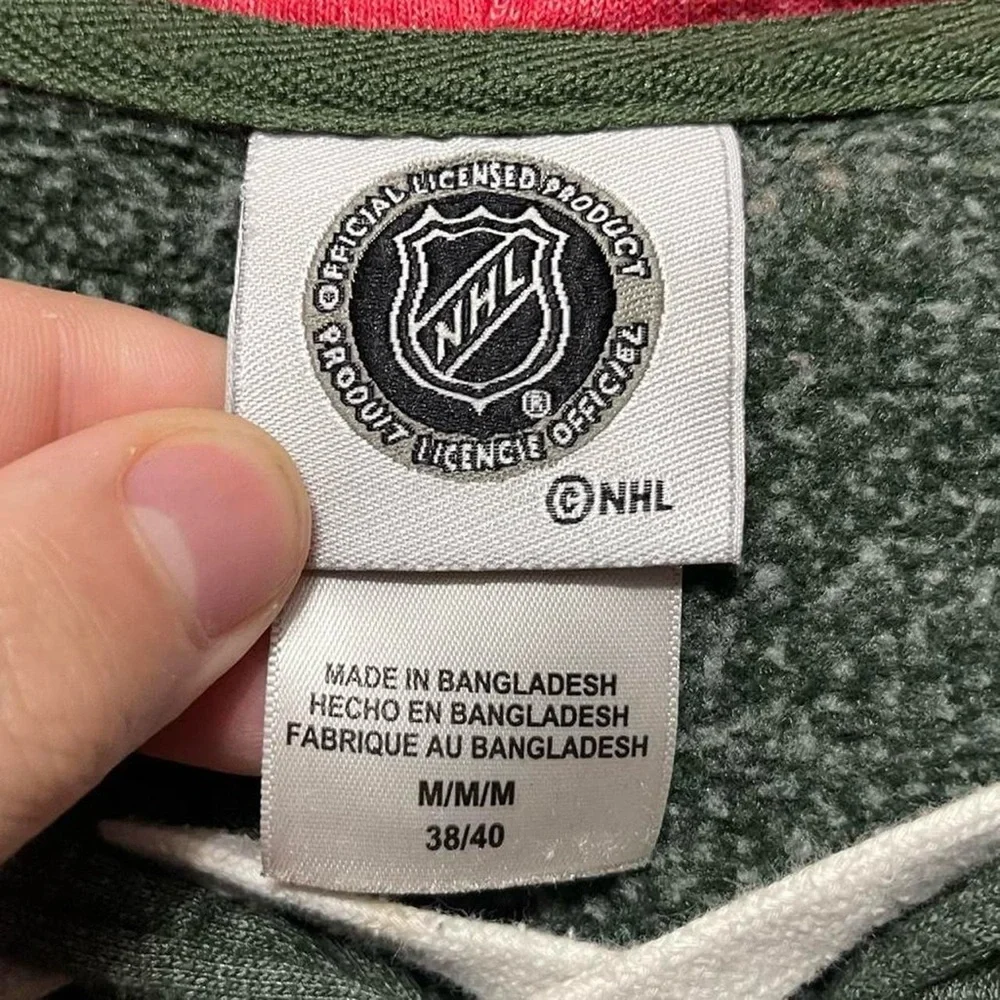 OFFICIAL LICENSED PRODUCT
NHL
®
PRODUIT LICENCIE OFFICIEL
©NHL
MADE IN BANGLADESH
HECHO EN BANGLADESH
FABRIQUE AU BANGLADESH
M/M/M
38/40